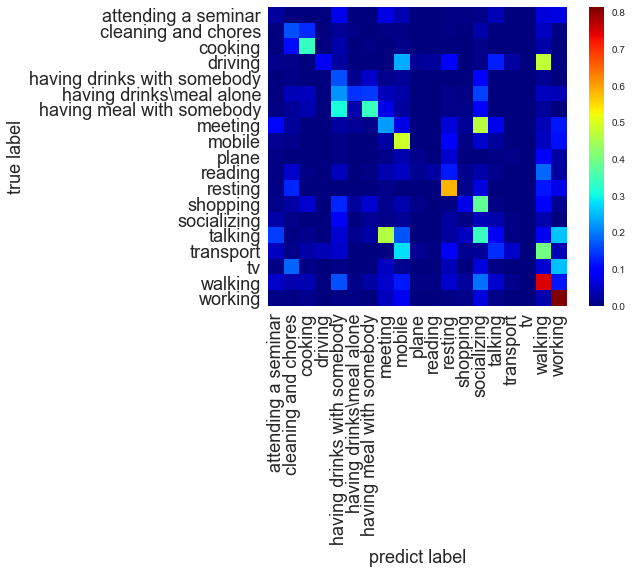 attending a seminar
cleaning and chores
cooking
driving
having drinks with somebody
having drinks\meal alone
having meal with somebody
meeting
mobile
plane
reading
resting
shopping
socializing
talking
transport
tv
walking
working
true label
attending a seminar
cleaning and chores
cooking
driving
having drinks with somebody
having drinks\meal alone
having meal with somebody
meeting
mobile
plane
reading
resting
shopping
socializing
talking
transport
tv
walking
working
predict label
0.8
0.7
0.6
0.5
0.4
0.3
0.2
0.1
0.0